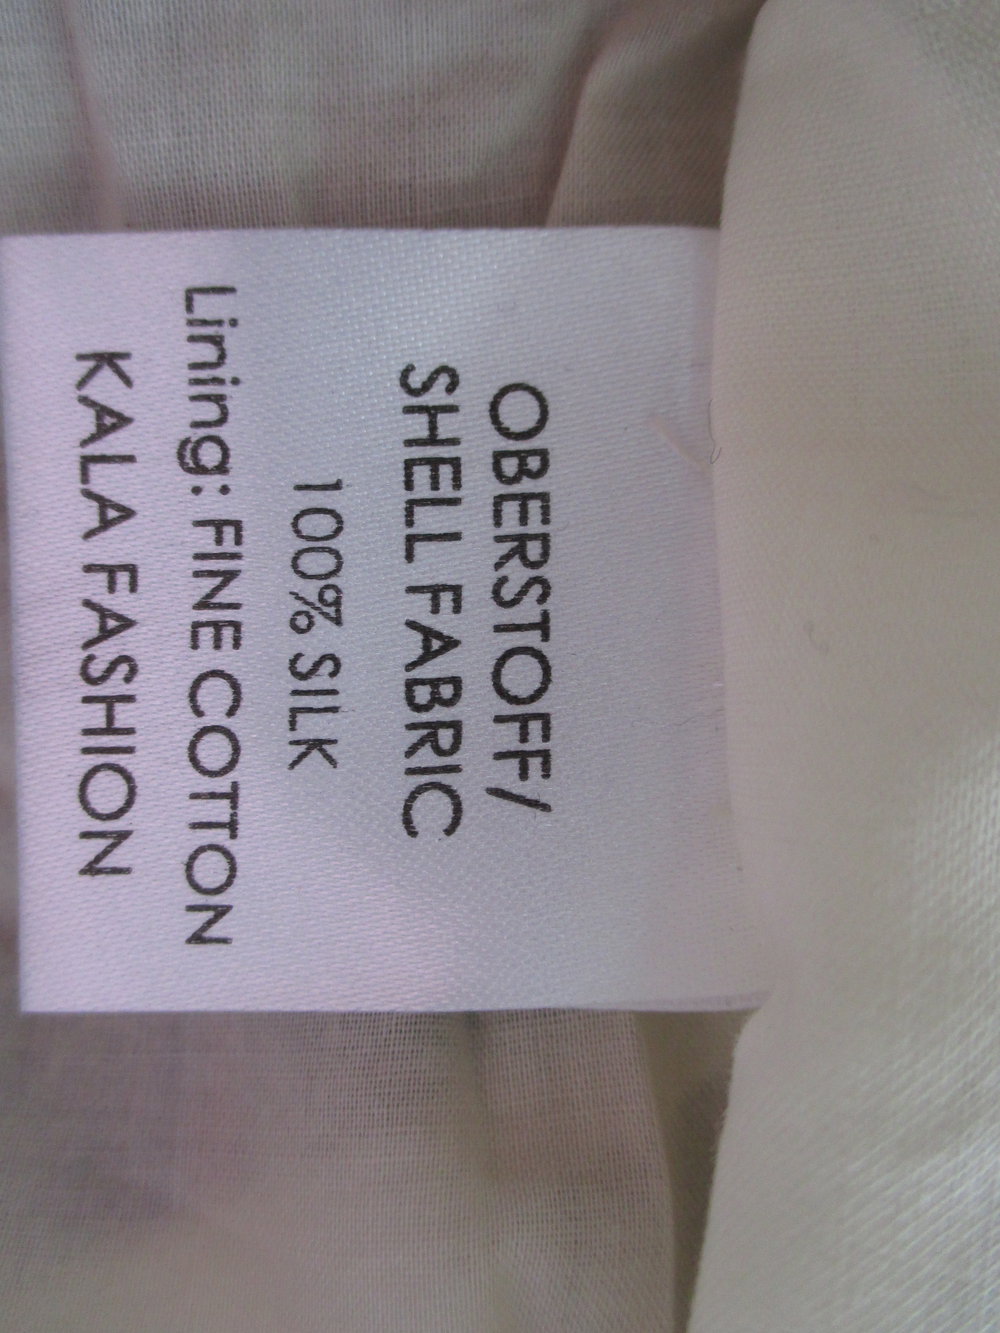 OBERSTOFF/
SHELL FABRIC
100% SILK
Lining: FINE COTTON
KALA FASHION